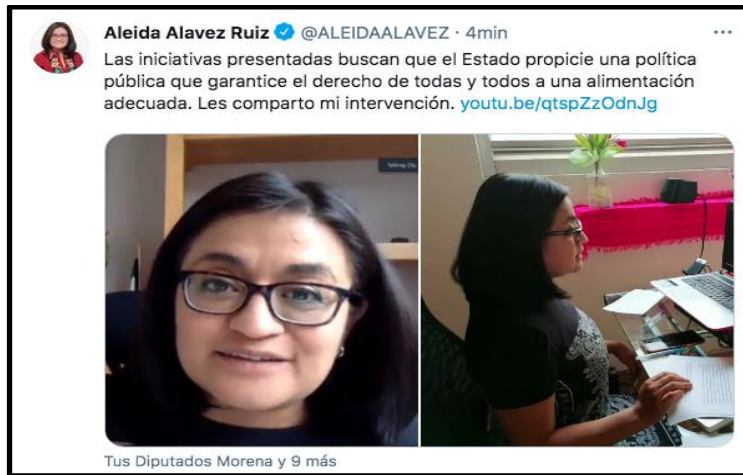 Aleida Alavez Ruiz @ALEIDAALAVEZ · 4min
Las iniciativas presentadas buscan que el Estado propicie una política
pública que garantice el derecho de todas y todos a una alimentación
adecuada. Les comparto mi intervención. youtu.be/qtspZzOdnJg
Tus Diputados Morena y 9 más